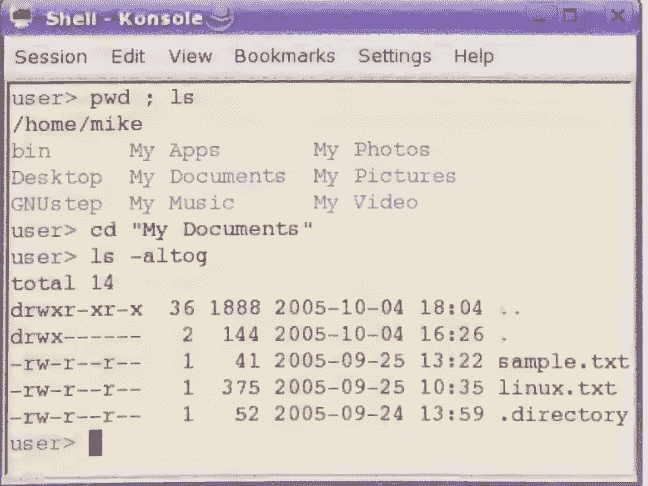 Shell - Konsole
Session Edit View Bookmarks Settings Help
user> pwd ; ls
/home/mike
bin My Apps My Photos
Desktop My Documents My Pictures
GNUstep My Music My Video
user> cd "My Documents"
user> ls -altog
total 14
drwxr-xr-x 36 1888 2005-10-04 18:04 ..
drwx------ 2 144 2005-10-04 16:26 .
-rw-r--r-- 1 41 2005-09-25 13:22 sample.txt
-rw-r--r-- 1 375 2005-09-25 10:35 linux.txt
-rw-r--r-- 1 52 2005-09-24 13:59 .directory
user>